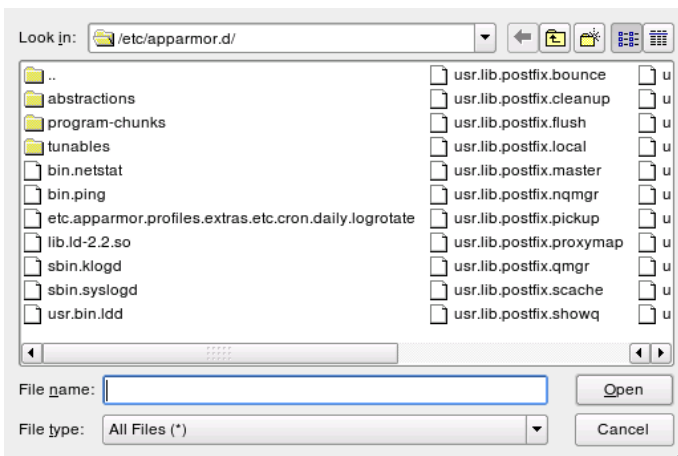 Look in: /etc/apparmor.d/
..
abstractions
program-chunks
tunables
bin.netstat
bin.ping
etc.apparmor.profiles.extras.etc.cron.daily.logrotate
lib.ld-2.2.so
sbin.klogd
sbin.syslogd
usr.bin.ldd
usr.lib.postfix.bounce
usr.lib.postfix.cleanup
usr.lib.postfix.flush
usr.lib.postfix.local
usr.lib.postfix.master
usr.lib.postfix.nqmgr
usr.lib.postfix.pickup
usr.lib.postfix.proxymap
usr.lib.postfix.qmgr
usr.lib.postfix.scache
usr.lib.postfix.showq
u
u
u
u
u
u
u
u
u
u
u
File name:
Open
File type: All Files (*)
Cancel